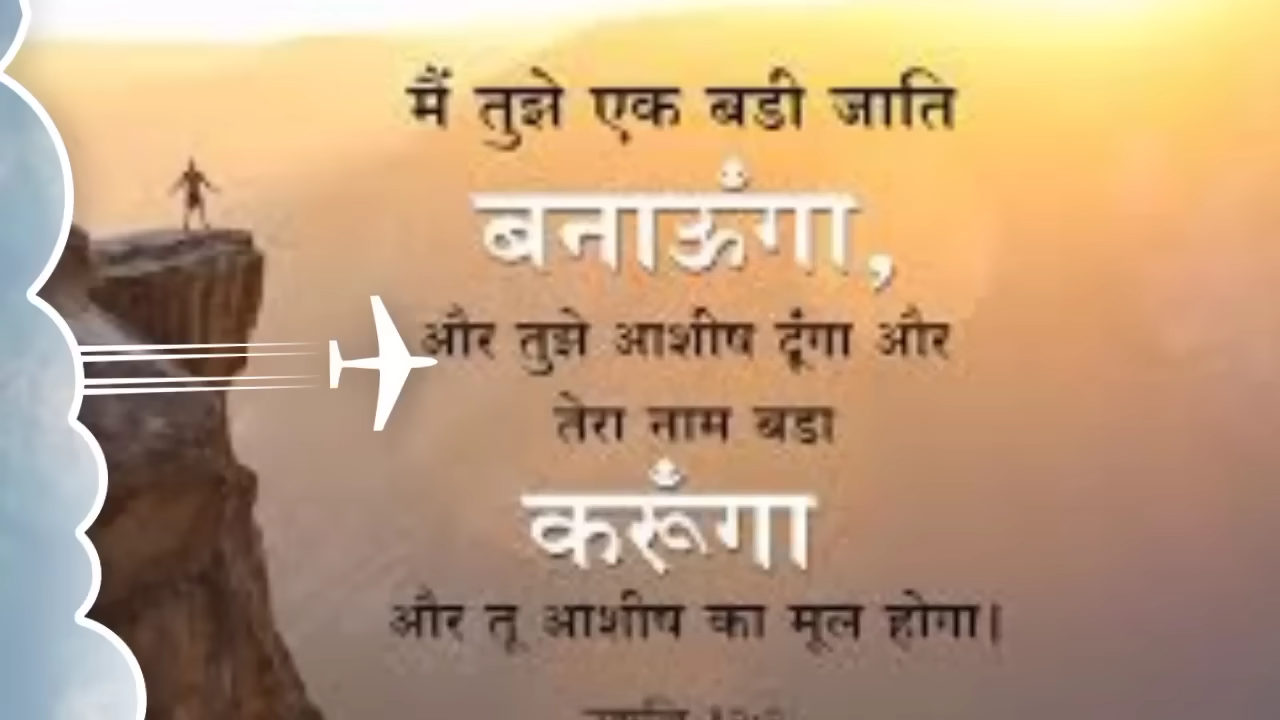 मैं तुझे एक बडी जाति
बनाऊँगा,
और तुझे आशीष दूंगा और
तेरा नाम बडा
करूँगा
और तू आशीष का मूल होगा।